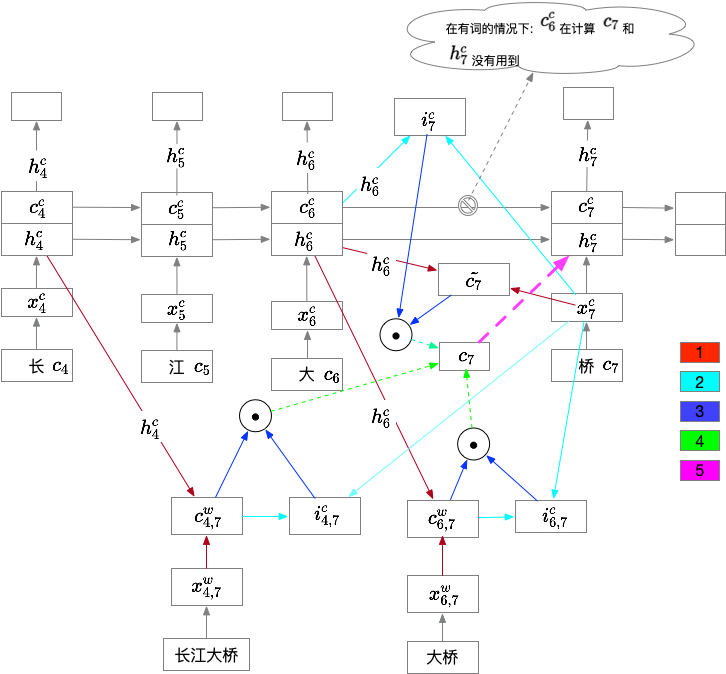 在有词的情况下: c_6^c 在计算 c_7 和
h_7^c 没有用到
i_7^c
h_4^c
h_5^c
h_6^c
h_7^c
h_6^c
c_4^c
c_5^c
c_6^c
c_7^c
h_4^c
h_5^c
h_6^c
h_7^c
h_6^c
c̃_7
x_4^c
x_5^c
x_6^c
x_7^c
长 c_4
江 c_5
大 c_6
c_7
桥 c_7
1
2
3
4
5
h_4^c
h_6^c
c_{4,7}^w
i_{4,7}^c
c_{6,7}^w
i_{6,7}^c
x_{4,7}^w
x_{6,7}^w
长江大桥
大桥